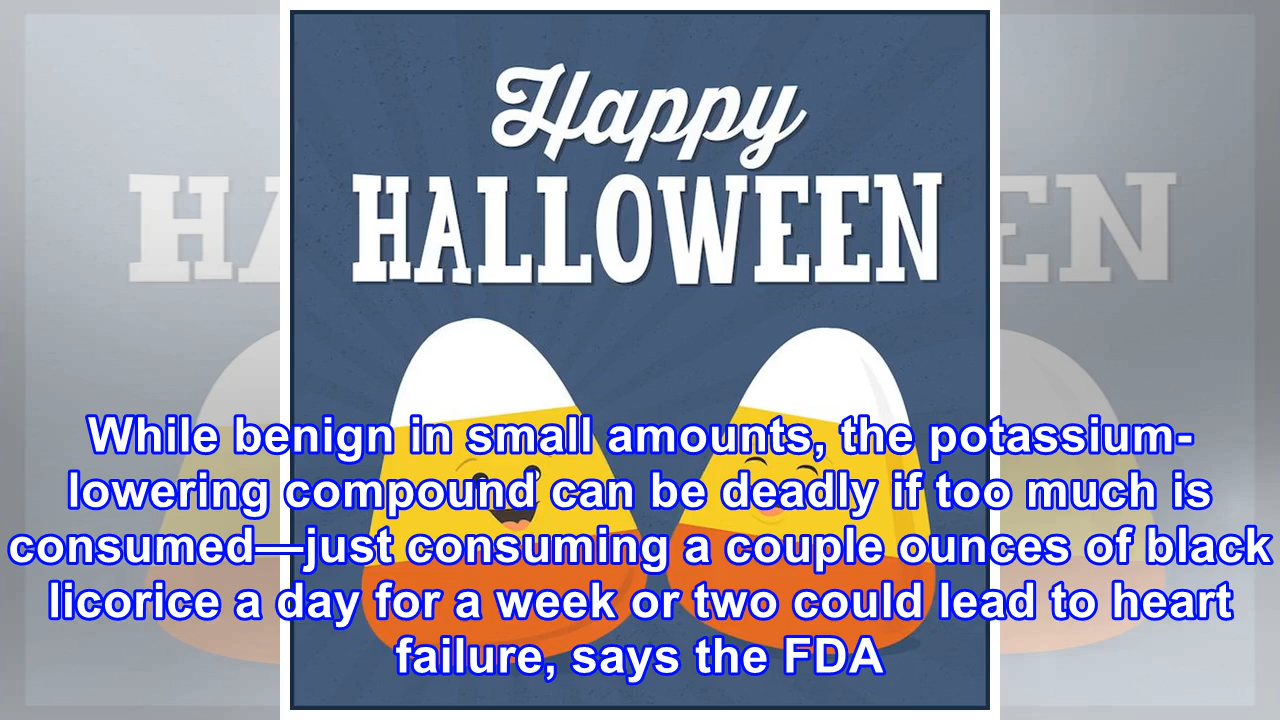 Happy
HALLOWEEN
While benign in small amounts, the potassium-
lowering compound can be deadly if too much is
consumed—just consuming a couple ounces of black
licorice a day for a week or two could lead to heart
failure, says the FDA